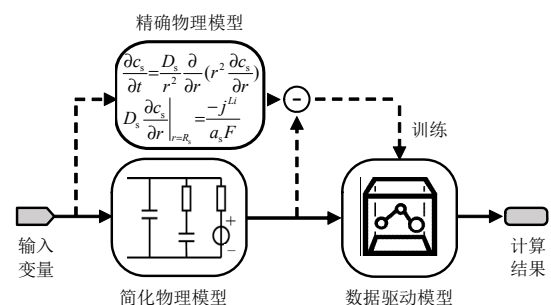 精确物理模型
∂c_s/∂t = D_s/r² ∂/∂r (r² ∂c_s/∂r)
D_s ∂c_s/∂r |_{r=R_s} = -j^{Li}/a_s F
-
训练
+
-
输入
变量
计算
结果
简化物理模型
数据驱动模型